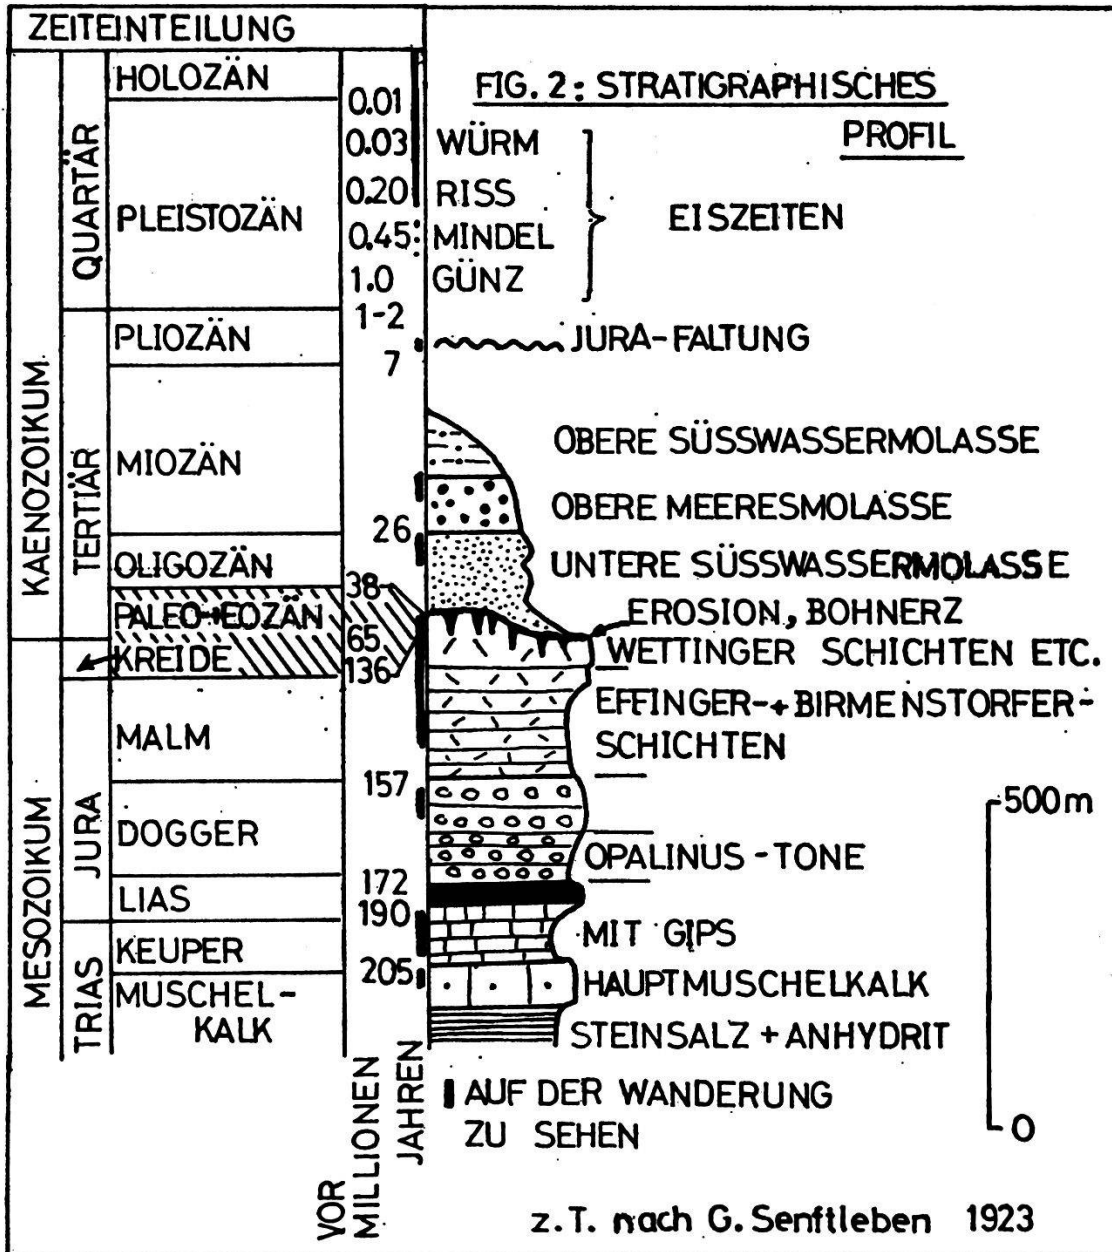 ZEITEINTEILUNG
FIG. 2: STRATIGRAPHISCHES
PROFIL
KAENOZOIKUM
MESOZOIKUM
QUARTÄR
TERTIÄR
JURA
TRIAS
HOLOZÄN
PLEISTOZÄN
PLIOZÄN
MIOZÄN
OLIGOZÄN
PALEO-+EOZÄN
KREIDE
MALM
DOGGER
LIAS
KEUPER
MUSCHEL-
KALK
0.01
0.03 WÜRM
0.20 RISS
0.45 MINDEL
1.0 GÜNZ
EISZEITEN
1-2
7
26
38
65
136
157
172
190
205
VOR
MILLIONEN
JAHREN
JURA-FALTUNG
OBERE SÜSSWASSERMOLASSE
OBERE MEERESMOLASSE
UNTERE SÜSSWASSERMOLASSE
EROSION, BOHNERZ
WETTINGER SCHICHTEN ETC.
EFFINGER-+BIRMENSTORFER-
SCHICHTEN
OPALINUS-TONE
MIT GIPS
HAUPTMUSCHELKALK
STEINSALZ + ANHYDRIT
500m
0
AUF DER WANDERUNG
ZU SEHEN
z.T. nach G. Senftleben 1923